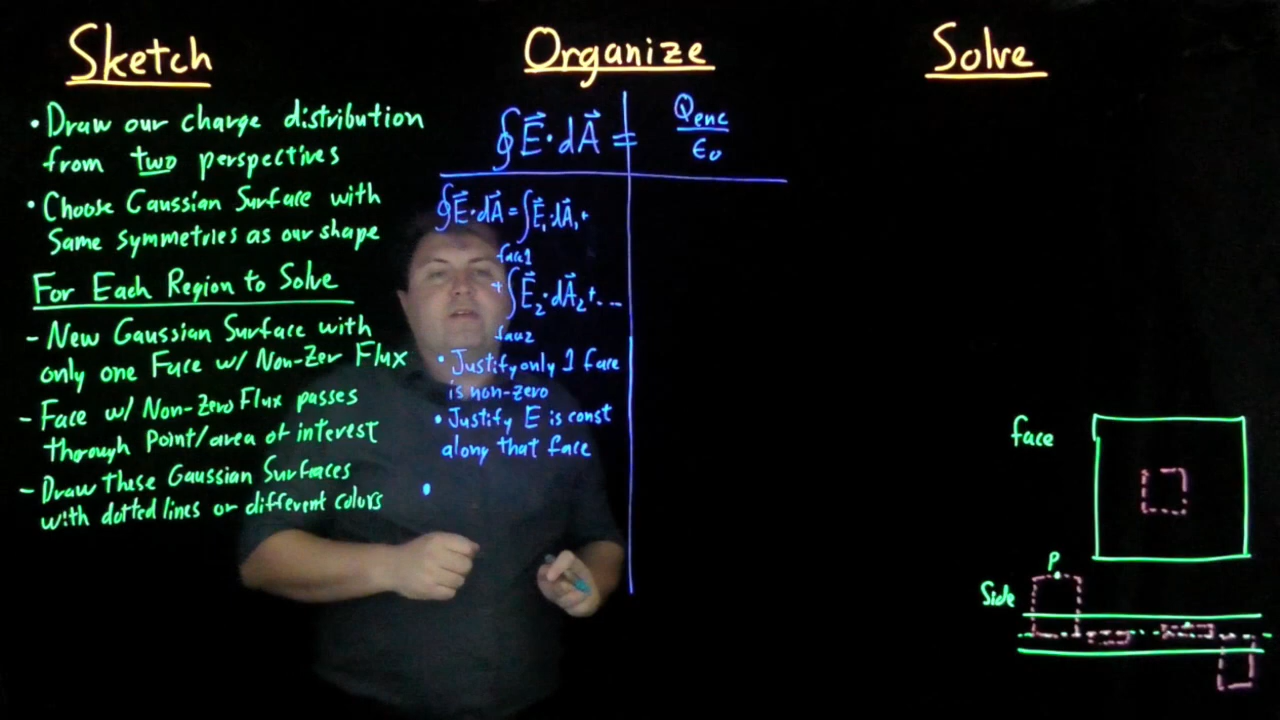 Sketch
• Draw our charge distribution
from two perspectives
• Choose Gaussian Surface with
Same symmetries as our shape
For Each Region to Solve
- New Gaussian Surface with
only one Face w/ Non-Zer Flux
- Face w/ Non-Zero Flux passes
thorough Point/area of interest
- Draw these Gaussian Surfaces
with dotted lines or different colors
Organize
∮E⃗·dA⃗ = Qenc/ε₀
∮E⃗·dA⃗ = ∫E⃗₁·dA⃗₁+
face1
+∫E⃗₂·dA⃗₂+...
face2
• Justify only 1 face
is non-zero
• Justify E is const
along that face
•
Solve
face
P
Side